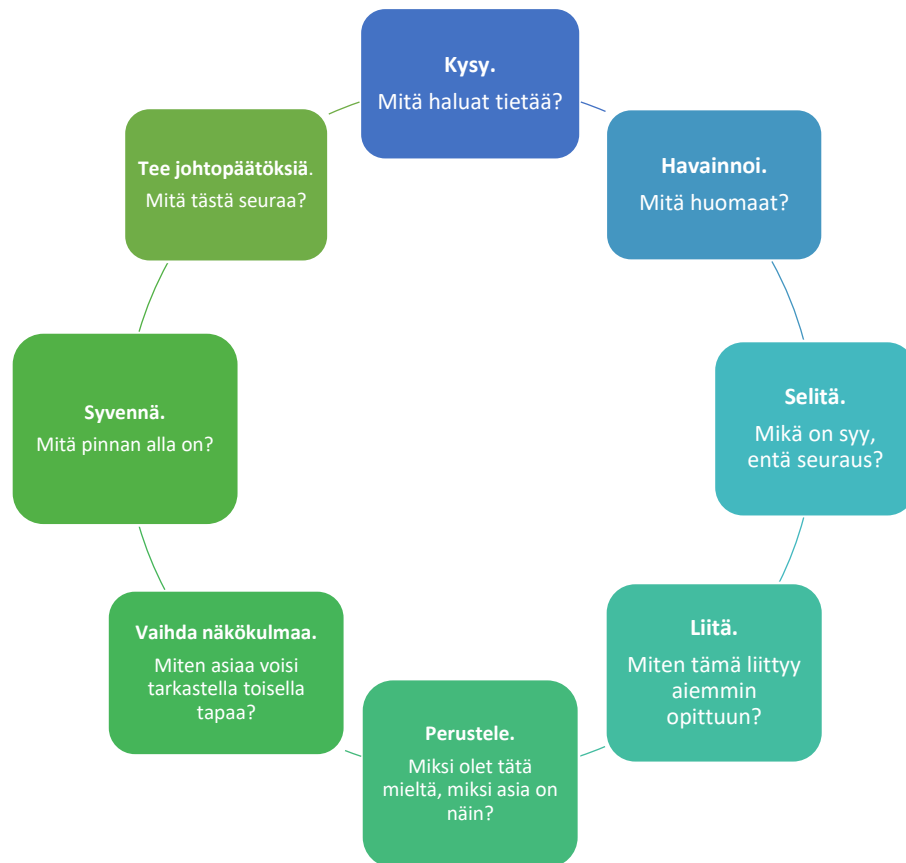 Kysy.
Mitä haluat tietää?
Havainnoi.
Mitä huomaat?
Selitä.
Mikä on syy,
entä seuraus?
Liitä.
Miten tämä liittyy
aiemmin
opittuun?
Perustele.
Miksi olet tätä
mieltä, miksi asia on
näin?
Vaihda näkökulmaa.
Miten asiaa voisi
tarkastella toisella
tapaa?
Syvennä.
Mitä pinnan alla on?
Tee johtopäätöksiä.
Mitä tästä seuraa?